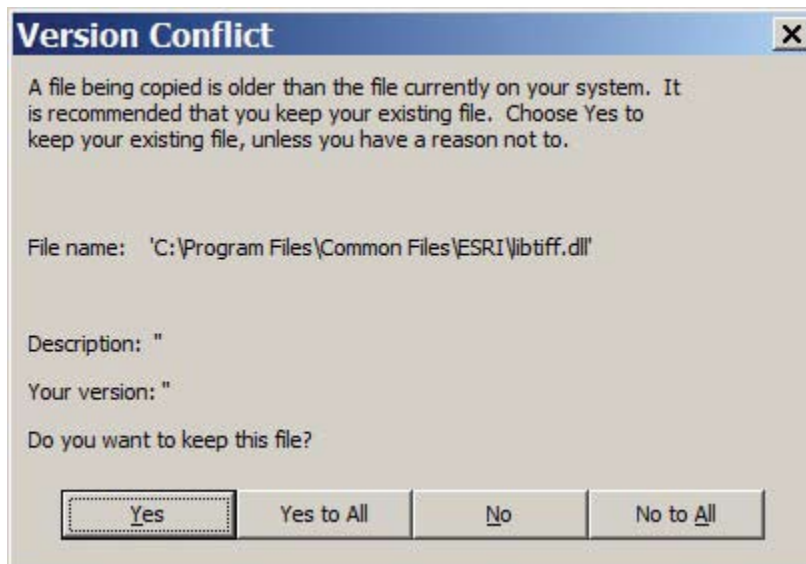 Version Conflict
A file being copied is older than the file currently on your system.  It
is recommended that you keep your existing file.  Choose Yes to
keep your existing file, unless you have a reason not to.
File name:    'C:\Program Files\Common Files\ESRI\libtiff.dll'
Description:  ''
Your version: ''
Do you want to keep this file?
Yes    Yes to All    No    No to All